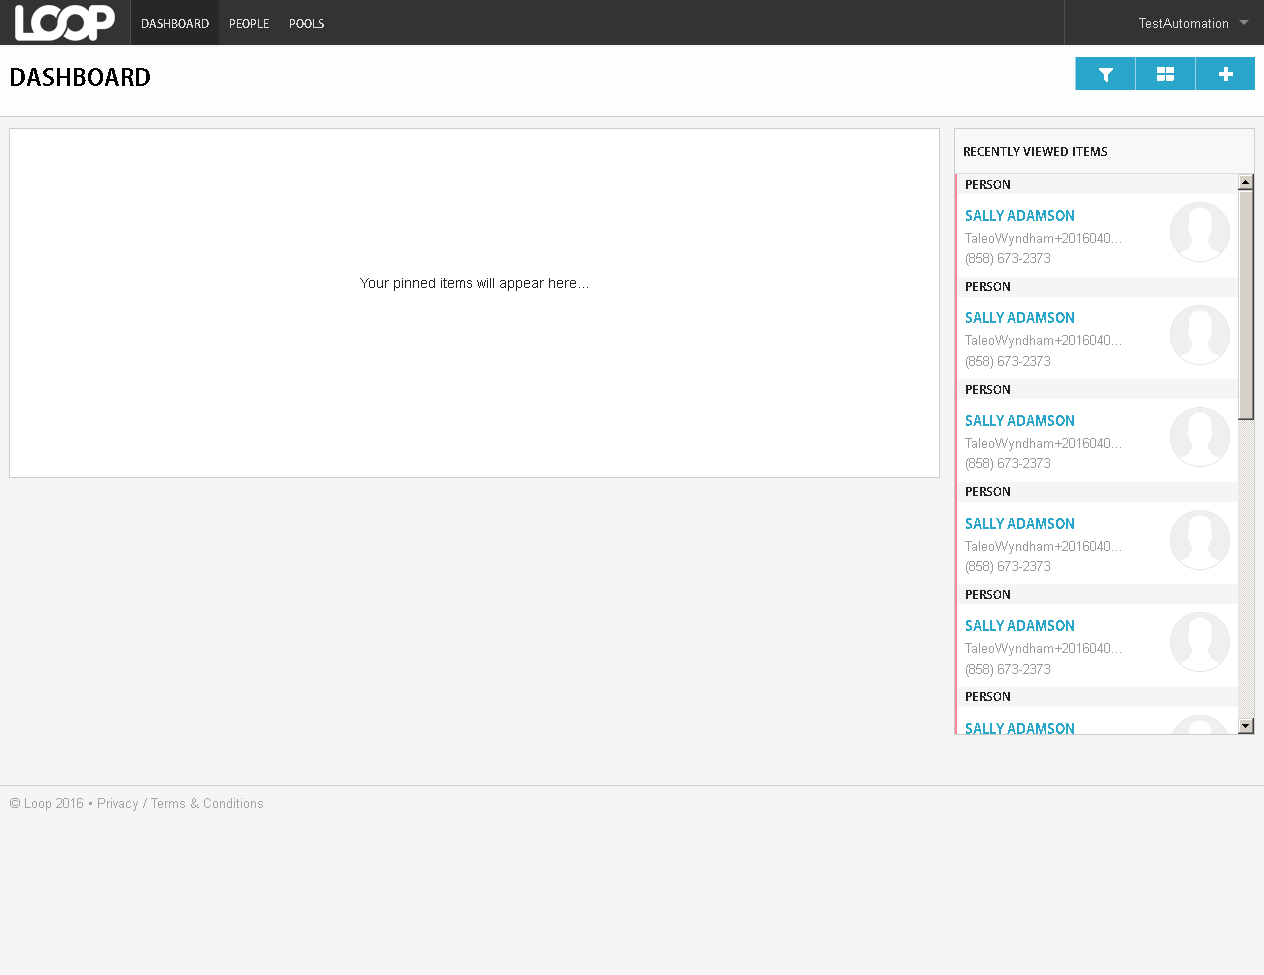 LOOP
DASHBOARD
PEOPLE
POOLS
TestAutomation
DASHBOARD
Your pinned items will appear here...
RECENTLY VIEWED ITEMS
PERSON
SALLY ADAMSON
TaleoWyndham+2016040...
(858) 673-2373
PERSON
SALLY ADAMSON
TaleoWyndham+2016040...
(858) 673-2373
PERSON
SALLY ADAMSON
TaleoWyndham+2016040...
(858) 673-2373
PERSON
SALLY ADAMSON
TaleoWyndham+2016040...
(858) 673-2373
PERSON
SALLY ADAMSON
TaleoWyndham+2016040...
(858) 673-2373
PERSON
SALLY ADAMSON
© Loop 2016 • Privacy / Terms & Conditions